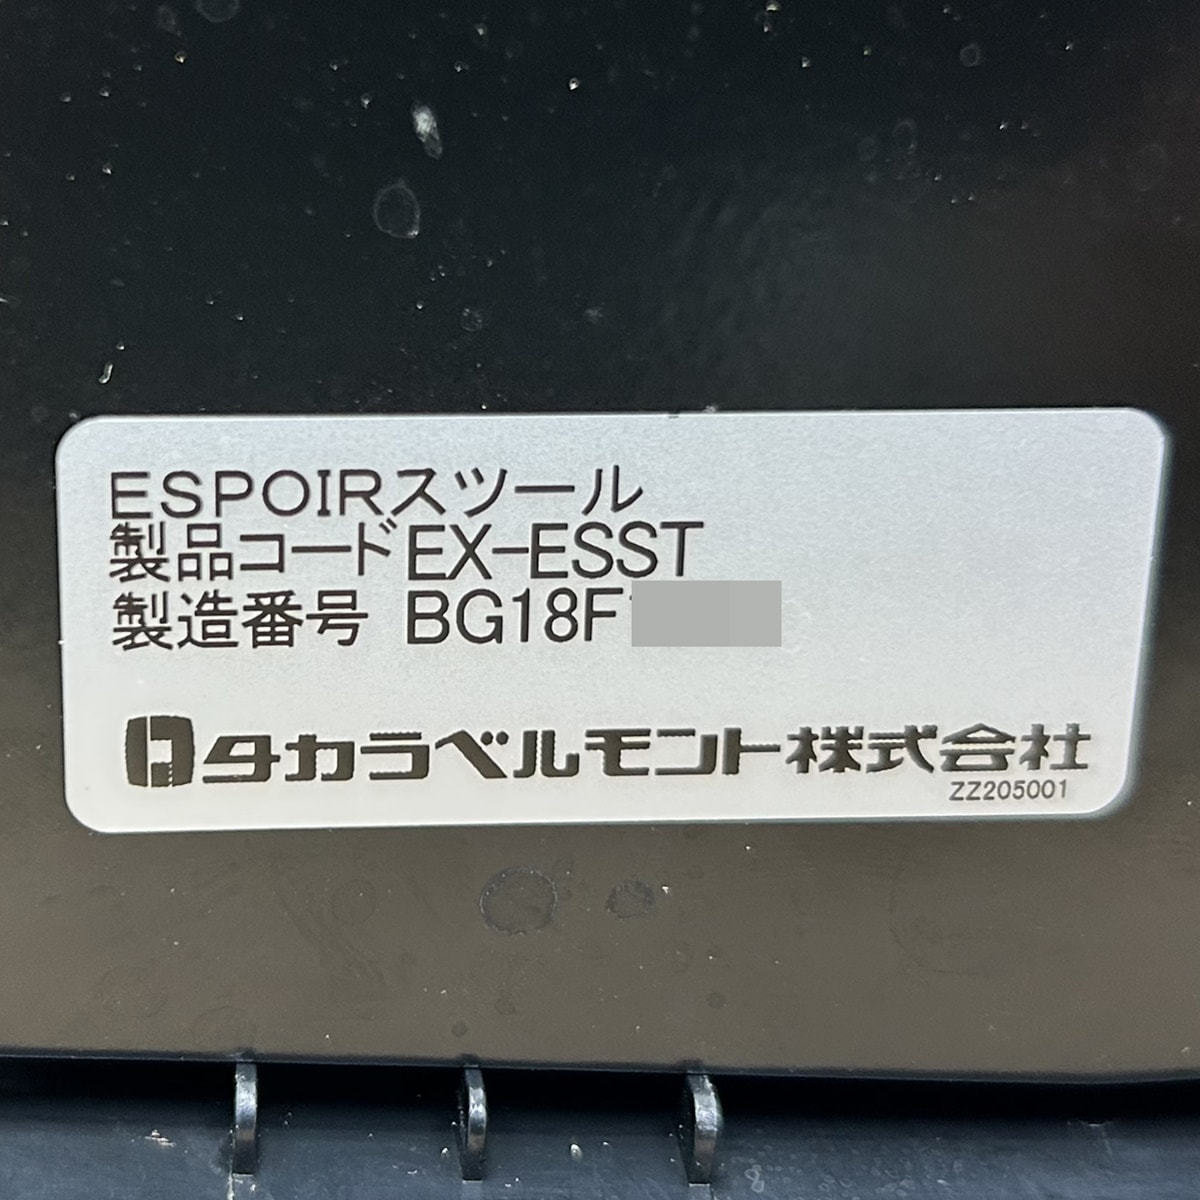 ESPOIRスツール
製品コードEX-ESST
製造番号 BG18F
タカラベルモント株式会社
ZZ205001